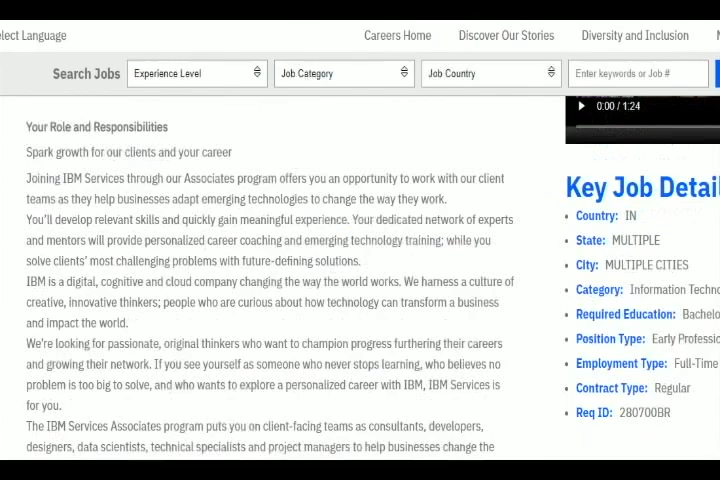 elect Language
Careers Home
Discover Our Stories
Diversity and Inclusion
Search Jobs
Experience Level
Job Category
Job Country
Enter keywords or Job #
0:00 / 1:24
Your Role and Responsibilities
Spark growth for our clients and your career
Joining IBM Services through our Associates program offers you an opportunity to work with our client
teams as they help businesses adapt emerging technologies to change the way they work.
You'll develop relevant skills and quickly gain meaningful experience. Your dedicated network of experts
and mentors will provide personalized career coaching and emerging technology training; while you
solve clients' most challenging problems with future-defining solutions.
IBM is a digital, cognitive and cloud company changing the way the world works. We harness a culture of
creative, innovative thinkers; people who are curious about how technology can transform a business
and impact the world.
We're looking for passionate, original thinkers who want to champion progress furthering their careers
and growing their network. If you see yourself as someone who never stops learning, who believes no
problem is too big to solve, and who wants to explore a personalized career with IBM, IBM Services is
for you.
The IBM Services Associates program puts you on client-facing teams as consultants, developers,
designers, data scientists, technical specialists and project managers to help businesses change the
Key Job Detail
Country: IN
State: MULTIPLE
City: MULTIPLE CITIES
Category: Information Techno
Required Education: Bachelo
Position Type: Early Professio
Employment Type: Full-Time
Contract Type: Regular
Req ID: 280700BR